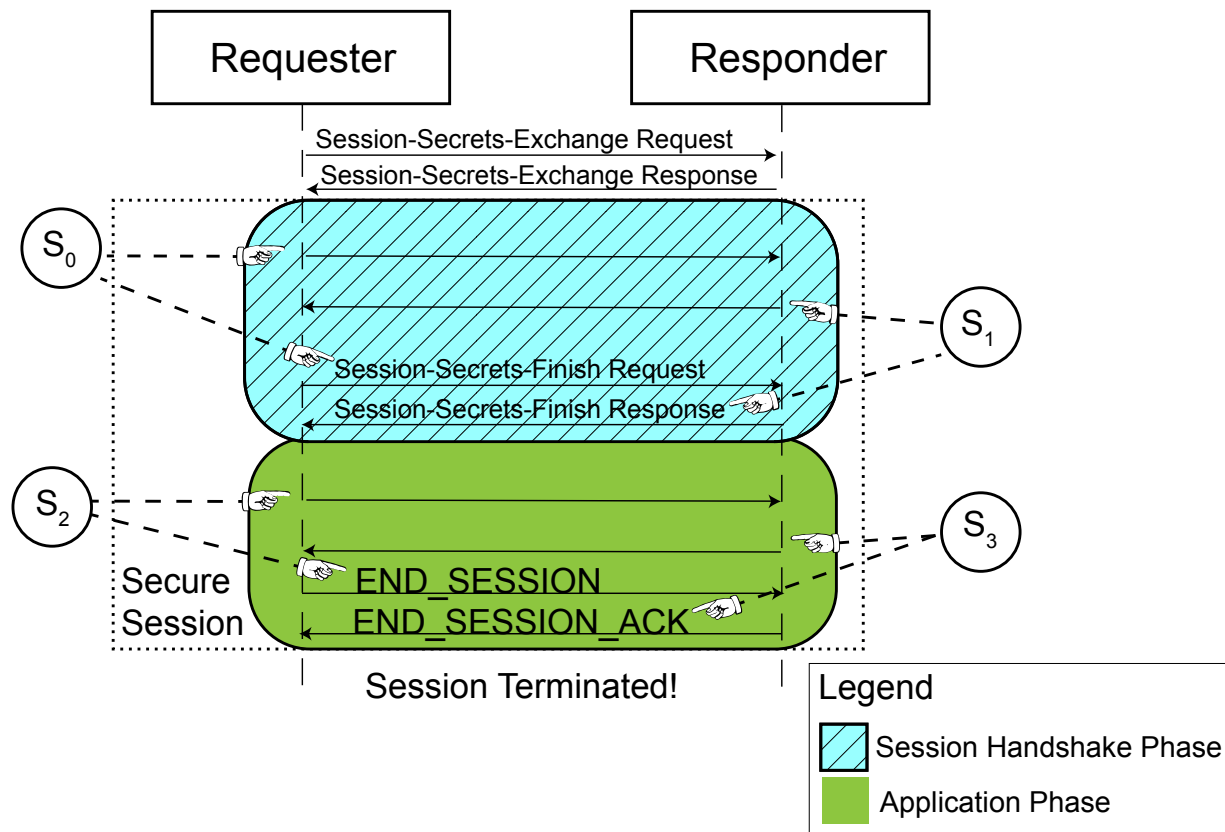 Requester
Responder
Session-Secrets-Exchange Request
Session-Secrets-Exchange Response
S0
S1
Session-Secrets-Finish Request
Session-Secrets-Finish Response
S2
S3
Secure
Session
END_SESSION
END_SESSION_ACK
Session Terminated!
Legend
Session Handshake Phase
Application Phase